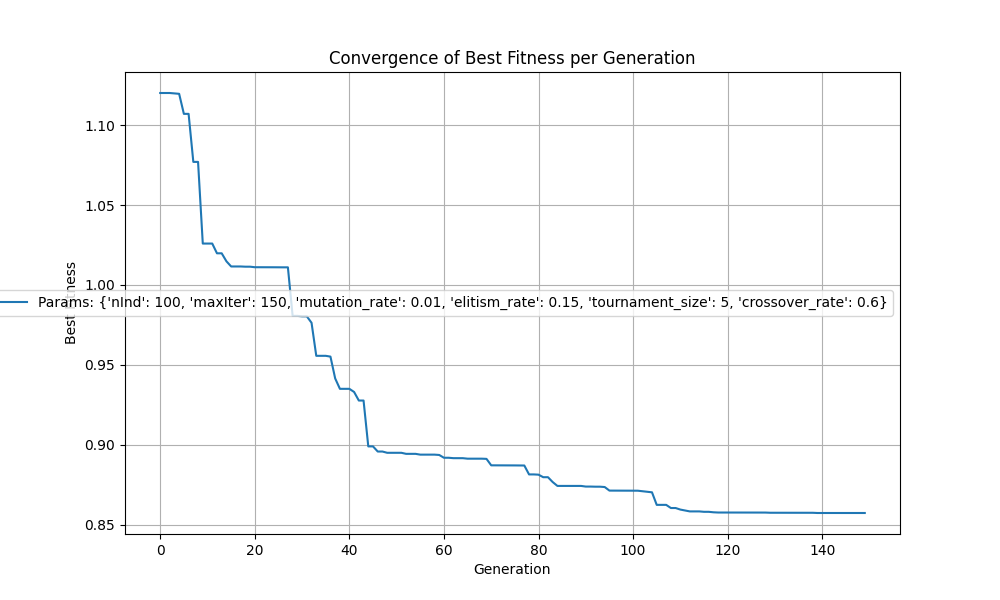 Convergence of Best Fitness per Generation
1.10
1.05
1.00
0.95
0.90
0.85
Best
ness
Params: {'nInd': 100, 'maxIter': 150, 'mutation_rate': 0.01, 'elitism_rate': 0.15, 'tournament_size': 5, 'crossover_rate': 0.6}
0 20 40 60 80 100 120 140
Generation